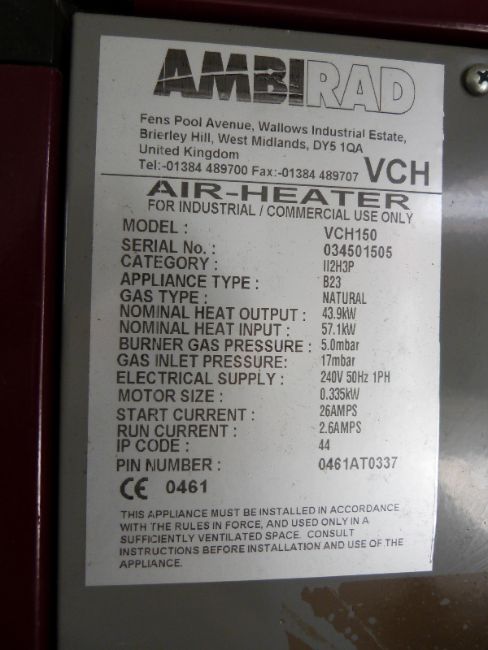 AMBIRAD
Fens Pool Avenue, Wallows Industrial Estate,
Brierley Hill, West Midlands, DY5 1QA
United Kingdom
Tel:-01384 489700 Fax:-01384 489707 VCH
AIR-HEATER
FOR INDUSTRIAL / COMMERCIAL USE ONLY
MODEL : VCH150
SERIAL No. : 034501505
CATEGORY : II2H3P
APPLIANCE TYPE : B23
GAS TYPE : NATURAL
NOMINAL HEAT OUTPUT : 43.9kW
NOMINAL HEAT INPUT : 57.1kW
BURNER GAS PRESSURE : 5.0mbar
GAS INLET PRESSURE: 17mbar
ELECTRICAL SUPPLY : 240V 50Hz 1PH
MOTOR SIZE : 0.335kW
START CURRENT : 26AMPS
RUN CURRENT : 2.6AMPS
IP CODE : 44
PIN NUMBER : 0461AT0337
CE 0461
THIS APPLIANCE MUST BE INSTALLED IN ACCORDANCE
WITH THE RULES IN FORCE, AND USED ONLY IN A
SUFFICIENTLY VENTILATED SPACE. CONSULT
INSTRUCTIONS BEFORE INSTALLATION AND USE OF THE
APPLIANCE.